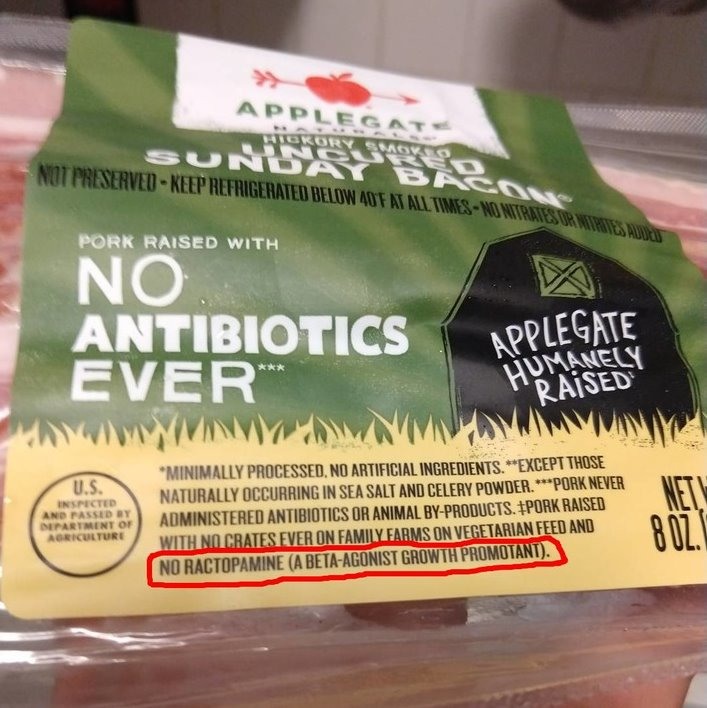 APPLEGATE
NATURALS
HICKORY SMOKED
UNCURED
SUNDAY BACON®
NOT PRESERVED - KEEP REFRIGERATED BELOW 40°F AT ALL TIMES - NO NITRATES OR NITRITES ADDED
PORK RAISED WITH
NO
ANTIBIOTICS
EVER***
APPLEGATE
HUMANELY
RAISED
*MINIMALLY PROCESSED, NO ARTIFICIAL INGREDIENTS. **EXCEPT THOSE
NATURALLY OCCURRING IN SEA SALT AND CELERY POWDER. ***PORK NEVER
ADMINISTERED ANTIBIOTICS OR ANIMAL BY-PRODUCTS. ‡PORK RAISED
WITH NO CRATES EVER ON FAMILY FARMS ON VEGETARIAN FEED AND
NO RACTOPAMINE (A BETA-AGONIST GROWTH PROMOTANT).
U.S.
INSPECTED
AND PASSED BY
DEPARTMENT OF
AGRICULTURE
NET
8 OZ.